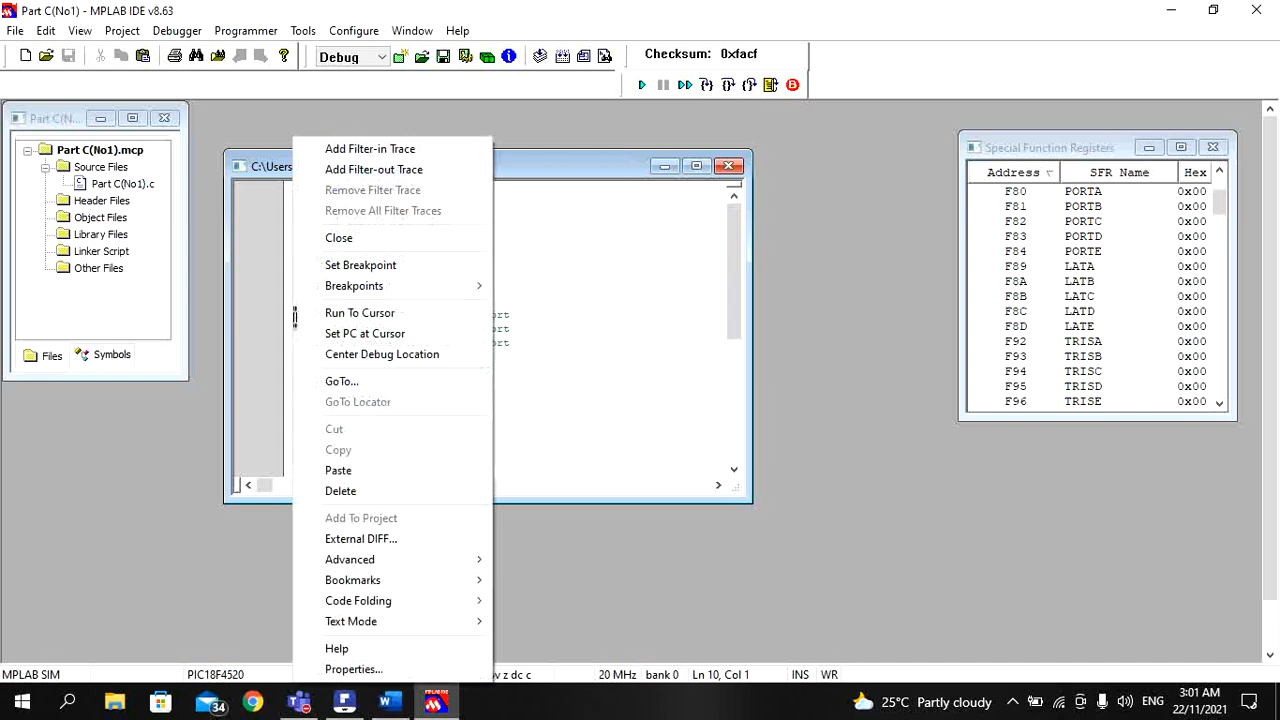 Part C(No1) - MPLAB IDE v8.63
File Edit View Project Debugger Programmer Tools Configure Window Help
Debug
Checksum: 0xfacf
Part C(N...
Part C(No1).mcp
Source Files
Part C(No1).c
Header Files
Object Files
Library Files
Linker Script
Other Files
Files Symbols
C:\Users
ort
ort
ort
Add Filter-in Trace
Add Filter-out Trace
Remove Filter Trace
Remove All Filter Traces
Close
Set Breakpoint
Breakpoints
Run To Cursor
Set PC at Cursor
Center Debug Location
GoTo...
GoTo Locator
Cut
Copy
Paste
Delete
Add To Project
External DIFF...
Advanced
Bookmarks
Code Folding
Text Mode
Help
Properties...
Special Function Registers
Address SFR Name Hex
F80 PORTA 0x00
F81 PORTB 0x00
F82 PORTC 0x00
F83 PORTD 0x00
F84 PORTE 0x00
F89 LATA 0x00
F8A LATB 0x00
F8B LATC 0x00
F8C LATD 0x00
F8D LATE 0x00
F92 TRISA 0x00
F93 TRISB 0x00
F94 TRISC 0x00
F95 TRISD 0x00
F96 TRISE 0x00
MPLAB SIM PIC18F4520 v z dc c 20 MHz bank 0 Ln 10, Col 1 INS WR
34
25°C Partly cloudy
ENG
3:01 AM
22/11/2021